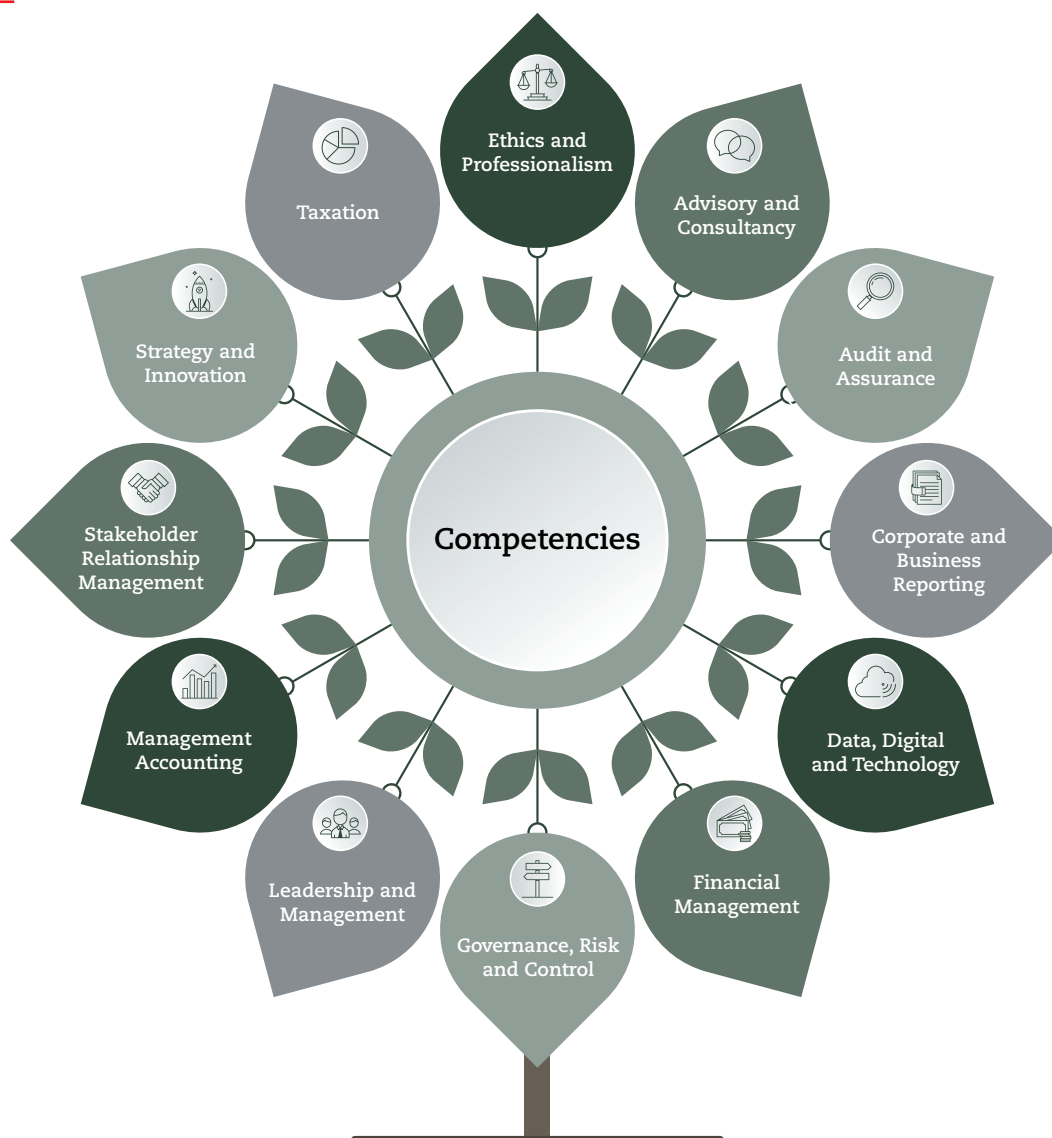 Ethics and
Professionalism
Advisory and
Consultancy
Audit and
Assurance
Corporate and
Business
Reporting
Data, Digital
and Technology
Financial
Management
Governance, Risk
and Control
Leadership and
Management
Management
Accounting
Stakeholder
Relationship
Management
Strategy and
Innovation
Taxation
Competencies